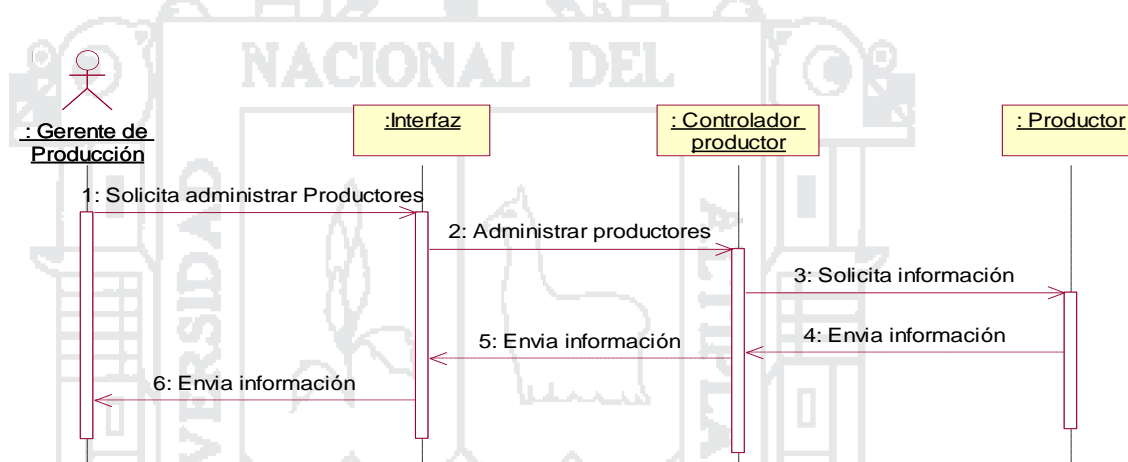 NACIONAL DEL
: Gerente de
Producción
:Interfaz
: Controlador
productor
: Productor
1: Solicita administrar Productores
2: Administrar productores
3: Solicita información
4: Envia información
5: Envia información
6: Envia información